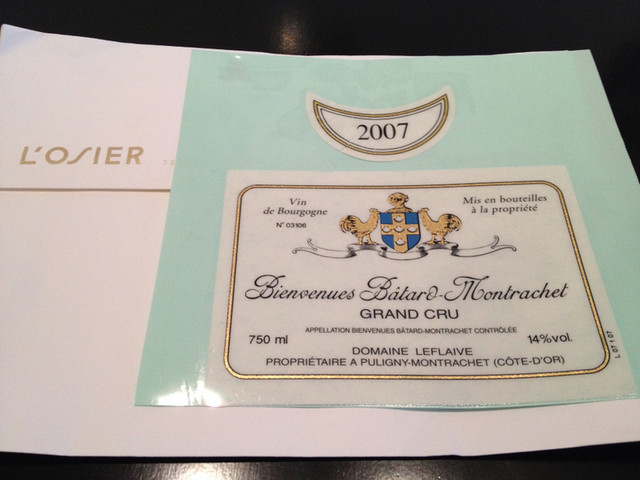 L'OSIER
2007
Vin
de Bourgogne
N° 03106
Mis en bouteilles
à la propriété
Bienvenues Bâtard-Montrachet
GRAND CRU
APPELLATION BIENVENUES BÂTARD-MONTRACHET CONTRÔLÉE
750 ml
14%vol.
DOMAINE LEFLAIVE
PROPRIÉTAIRE A PULIGNY-MONTRACHET (CÔTE-D'OR)